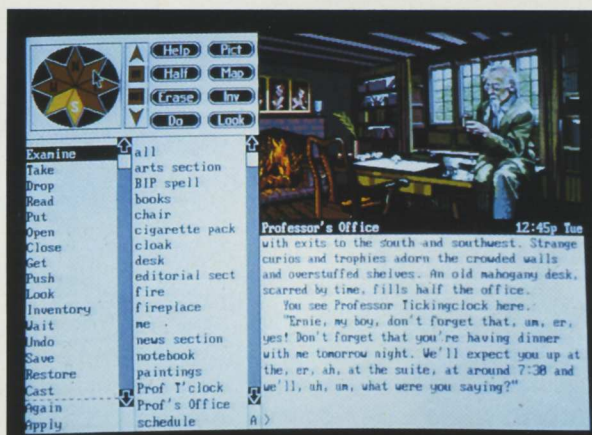 Help Pict
Half Map
Erase Inv
Do Look
N
S
Examine
Take
Drop
Read
Put
Open
Close
Get
Push
Look
Inventory
Wait
Undo
Save
Restore
Cast
Again
Apply
all
arts section
BIP spell
books
chair
cigarette pack
cloak
desk
editorial sect
fire
fireplace
me
news section
notebook
paintings
Prof T'clock
Prof's Office
schedule
Professor's Office 12:45p Tue
with exits to the south and southwest. Strange
curios and trophies adorn the crowded walls
and overstuffed shelves. An old mahogany desk,
scarred by time, fills half the office.
You see Professor Tickingclock here.
"Ernie, my boy, don't forget that, um, er,
yes! Don't forget that you're having dinner
with me tomorrow night. We'll expect you up at
the, er, ah, at the suite, at around 7:30 and
we'll, uh, um, what were you saying?"
A >